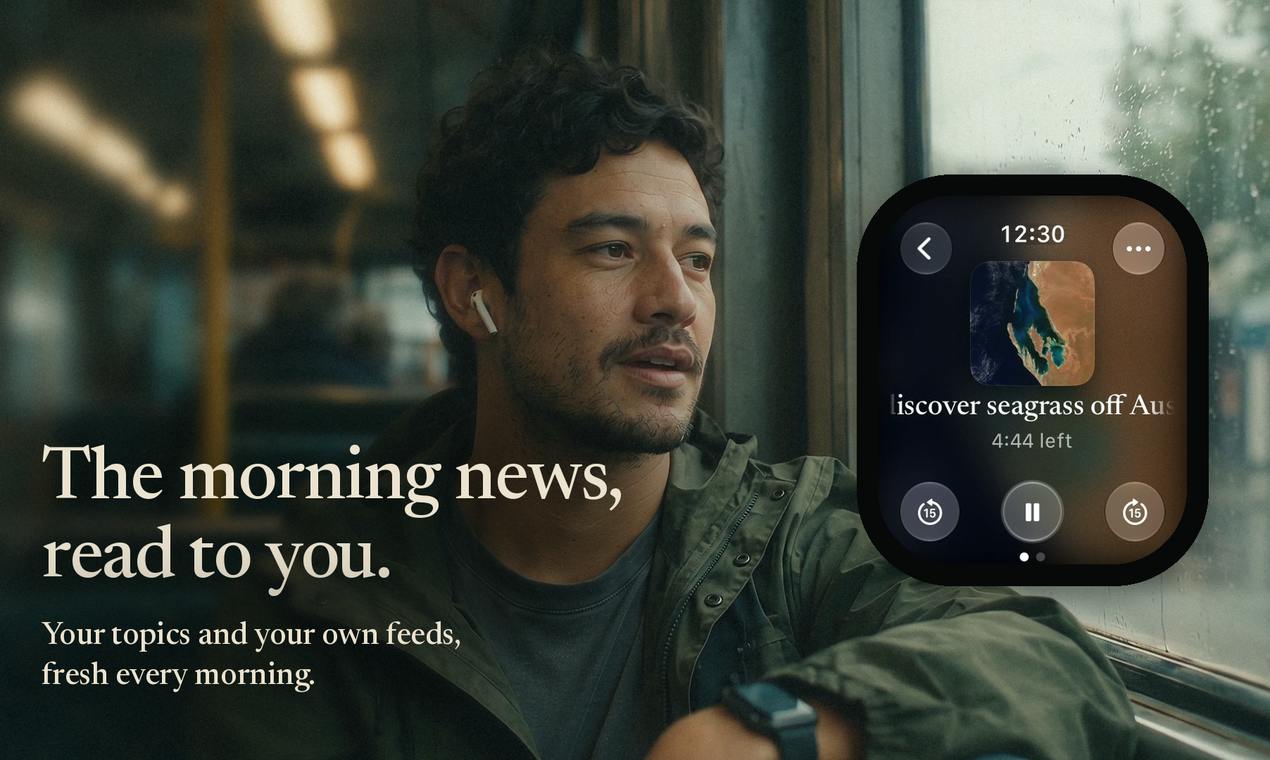 The morning news,
read to you.
Your topics and your own feeds,
fresh every morning.
12:30
discover seagrass off Aus
4:44 left
15
15